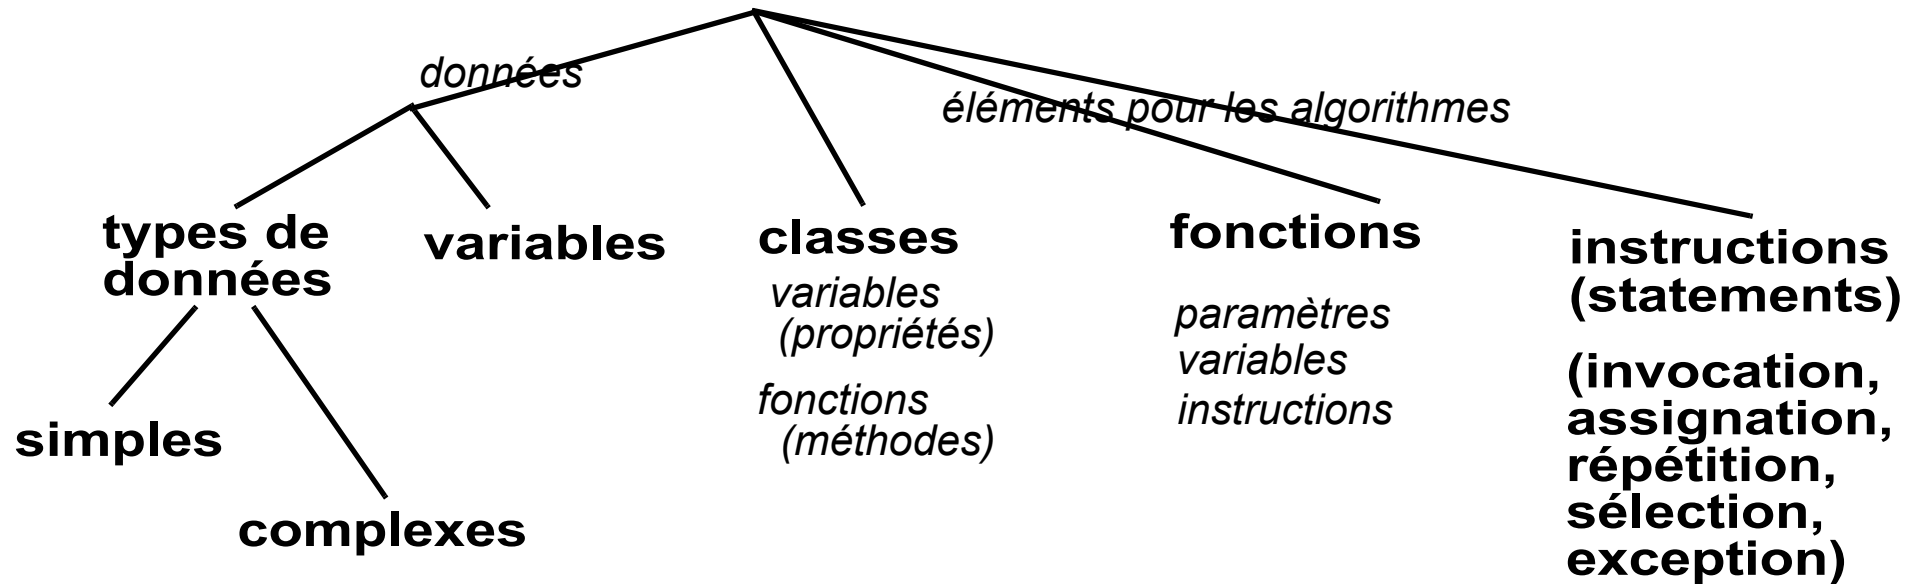 données
éléments pour les algorithmes
types de
données
variables
classes
variables
(propriétés)
fonctions
(méthodes)
fonctions
paramètres
variables
instructions
instructions
(statements)
(invocation,
assignation,
répétition,
sélection,
exception)
simples
complexes